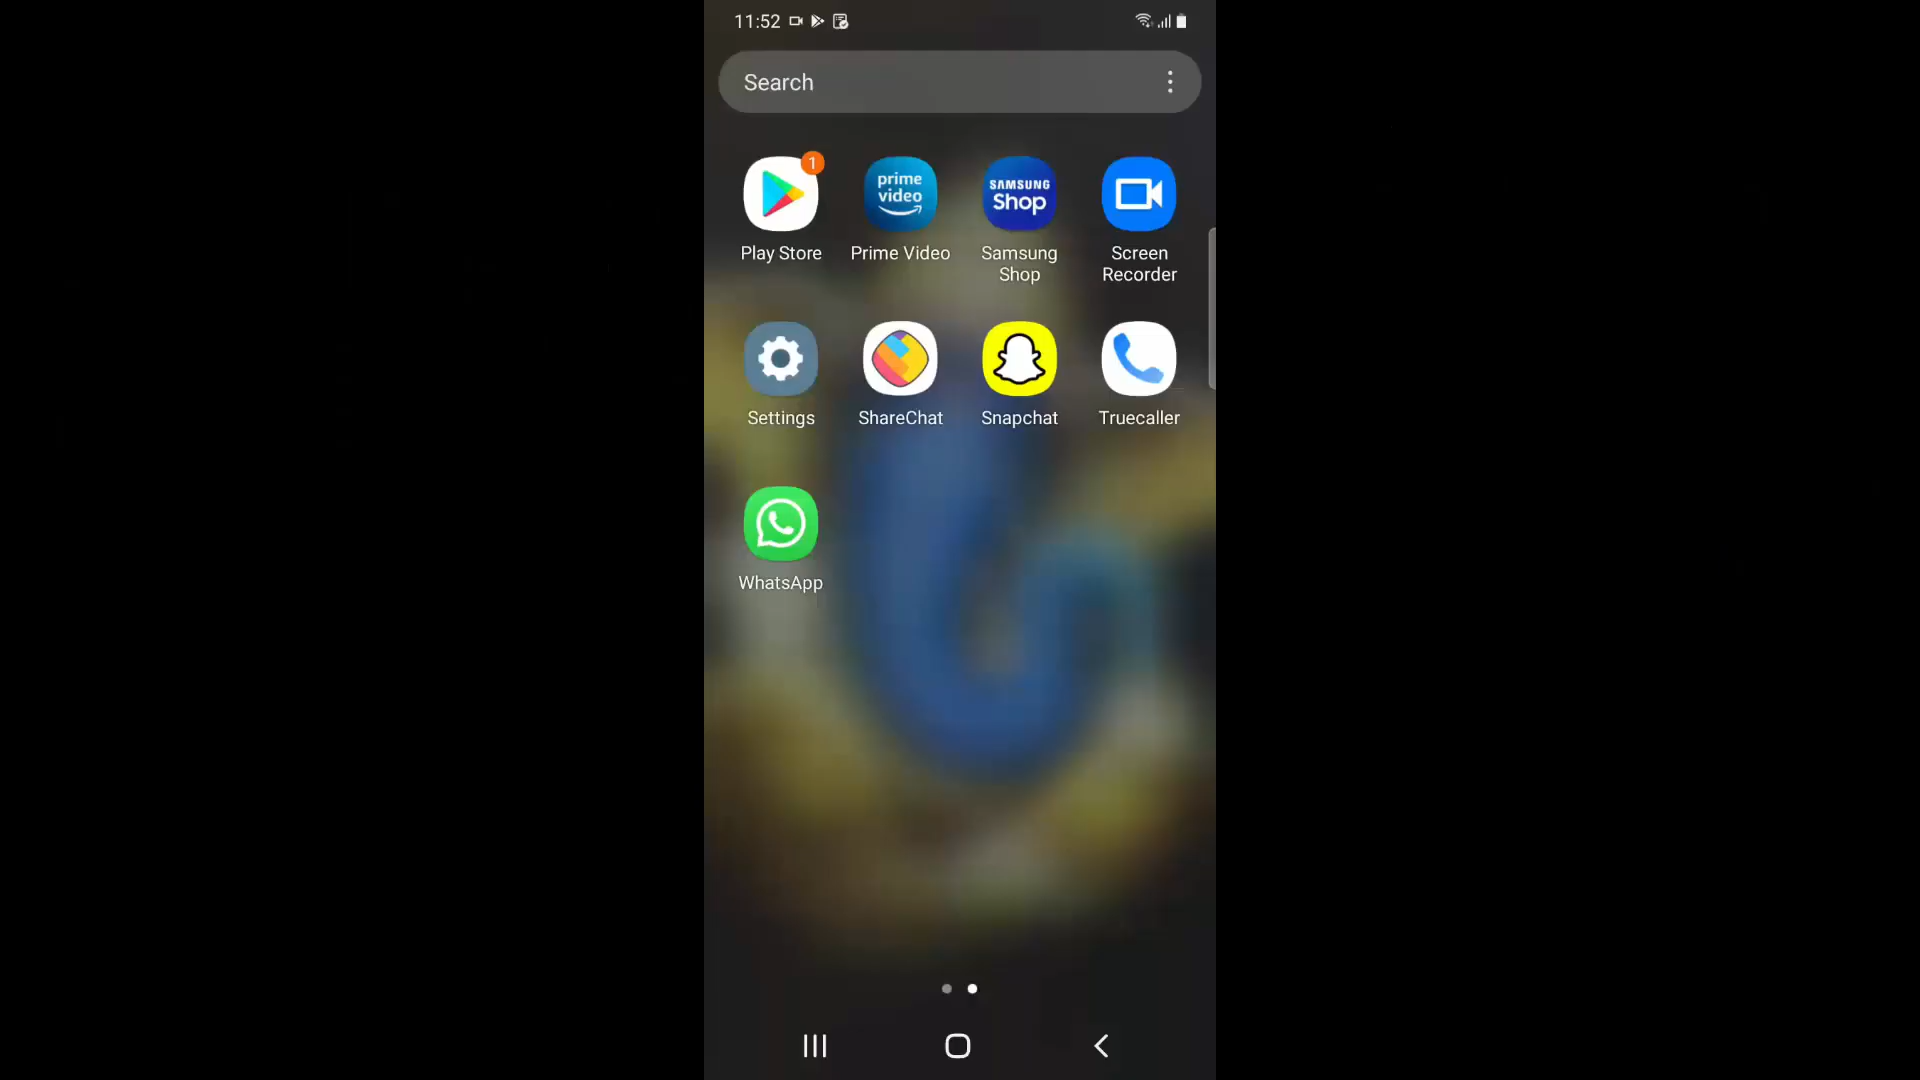 11:52
Search
1
prime
video
SAMSUNG
Shop
Play Store
Prime Video
Samsung
Shop
Screen
Recorder
Settings
ShareChat
Snapchat
Truecaller
WhatsApp